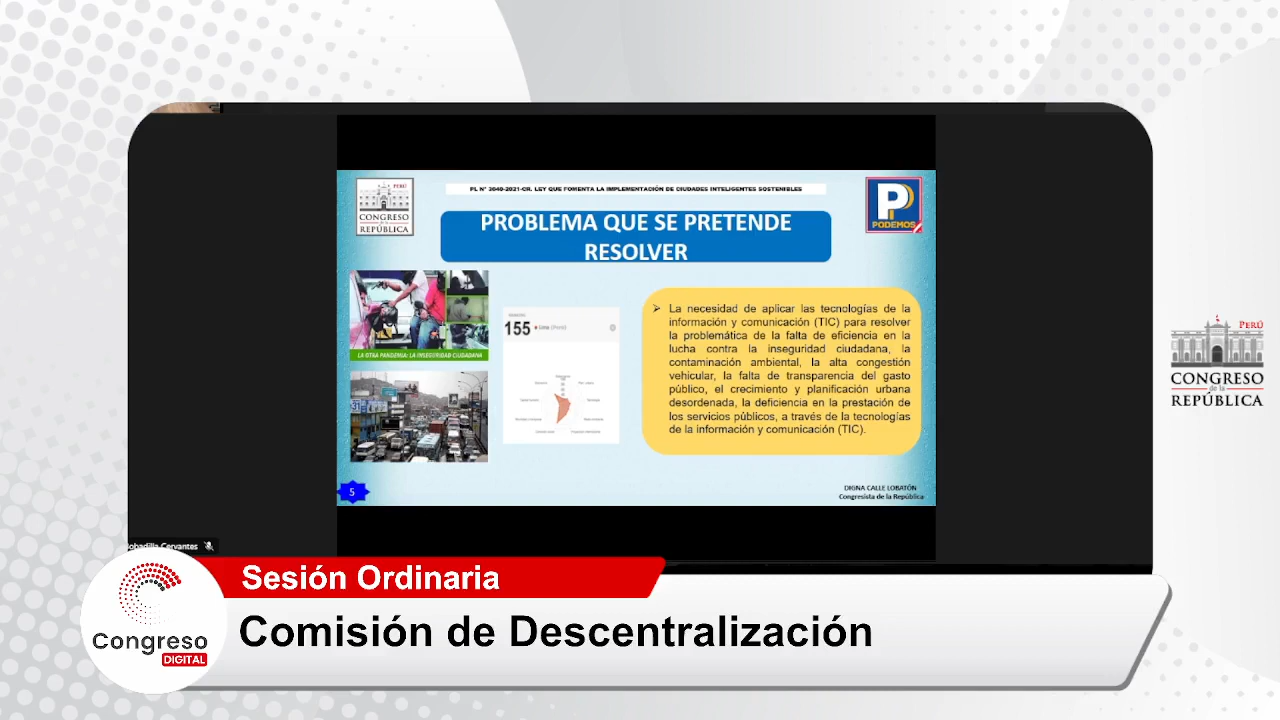 PL N° 3040-2021-CR. LEY QUE FOMENTA LA IMPLEMENTACIÓN DE CIUDADES INTELIGENTES SOSTENIBLES
PERÚ
CONGRESO
de la
REPÚBLICA
PROBLEMA QUE SE PRETENDE
RESOLVER
PODEMOS
LA OTRA PANDEMIA: LA INSEGURIDAD CIUDADANA
155
Lima (Perú)
➢ La necesidad de aplicar las tecnologías de la
información y comunicación (TIC) para resolver
la problemática de la falta de eficiencia en la
lucha contra la inseguridad ciudadana, la
contaminación ambiental, la alta congestión
vehicular, la falta de transparencia del gasto
público, el crecimiento y planificación urbana
desordenada, la deficiencia en la prestación de
los servicios públicos, a través de la tecnologías
de la información y comunicación (TIC).
5
DIGNA CALLE LOBATÓN
Congresista de la República
PERÚ
CONGRESO
de la
REPÚBLICA
Cervantes
Sesión Ordinaria
Comisión de Descentralización
Congreso
DIGITAL